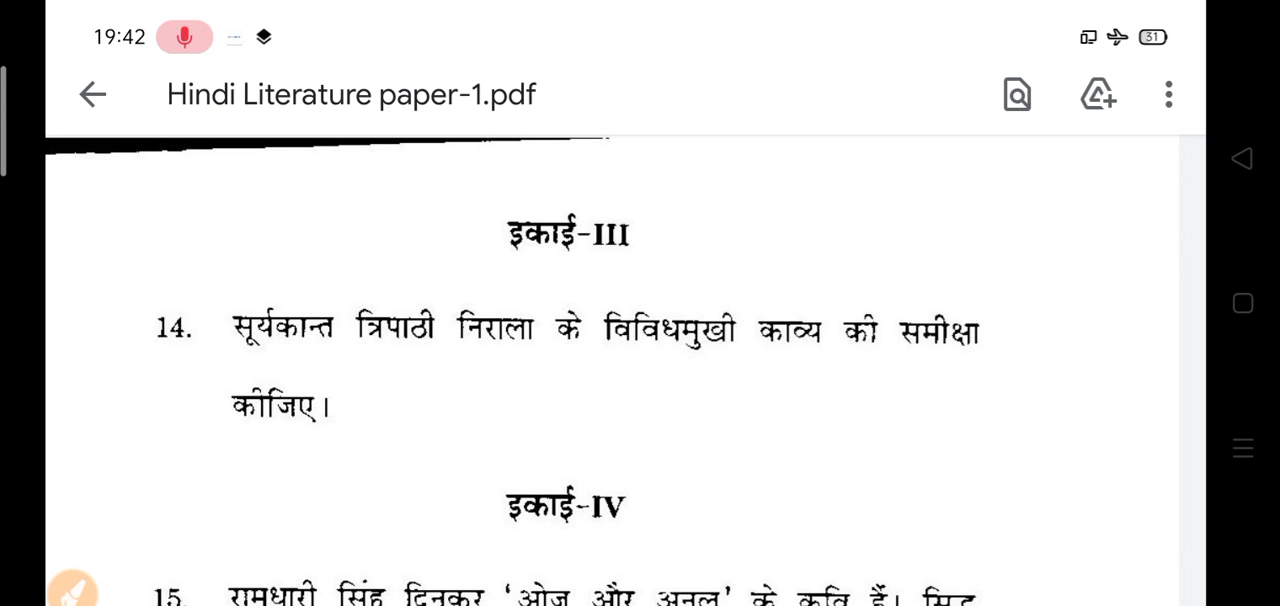 19:42
31
Hindi Literature paper-1.pdf
इकाई-III
14. सूर्यकान्त त्रिपाठी निराला के विविधमुखी काव्य की समीक्षा
कीजिए।
इकाई-IV
15. रामधारी सिंह दिनकर ‘ओज और अनल’ के कवि हैं। सिद्ध